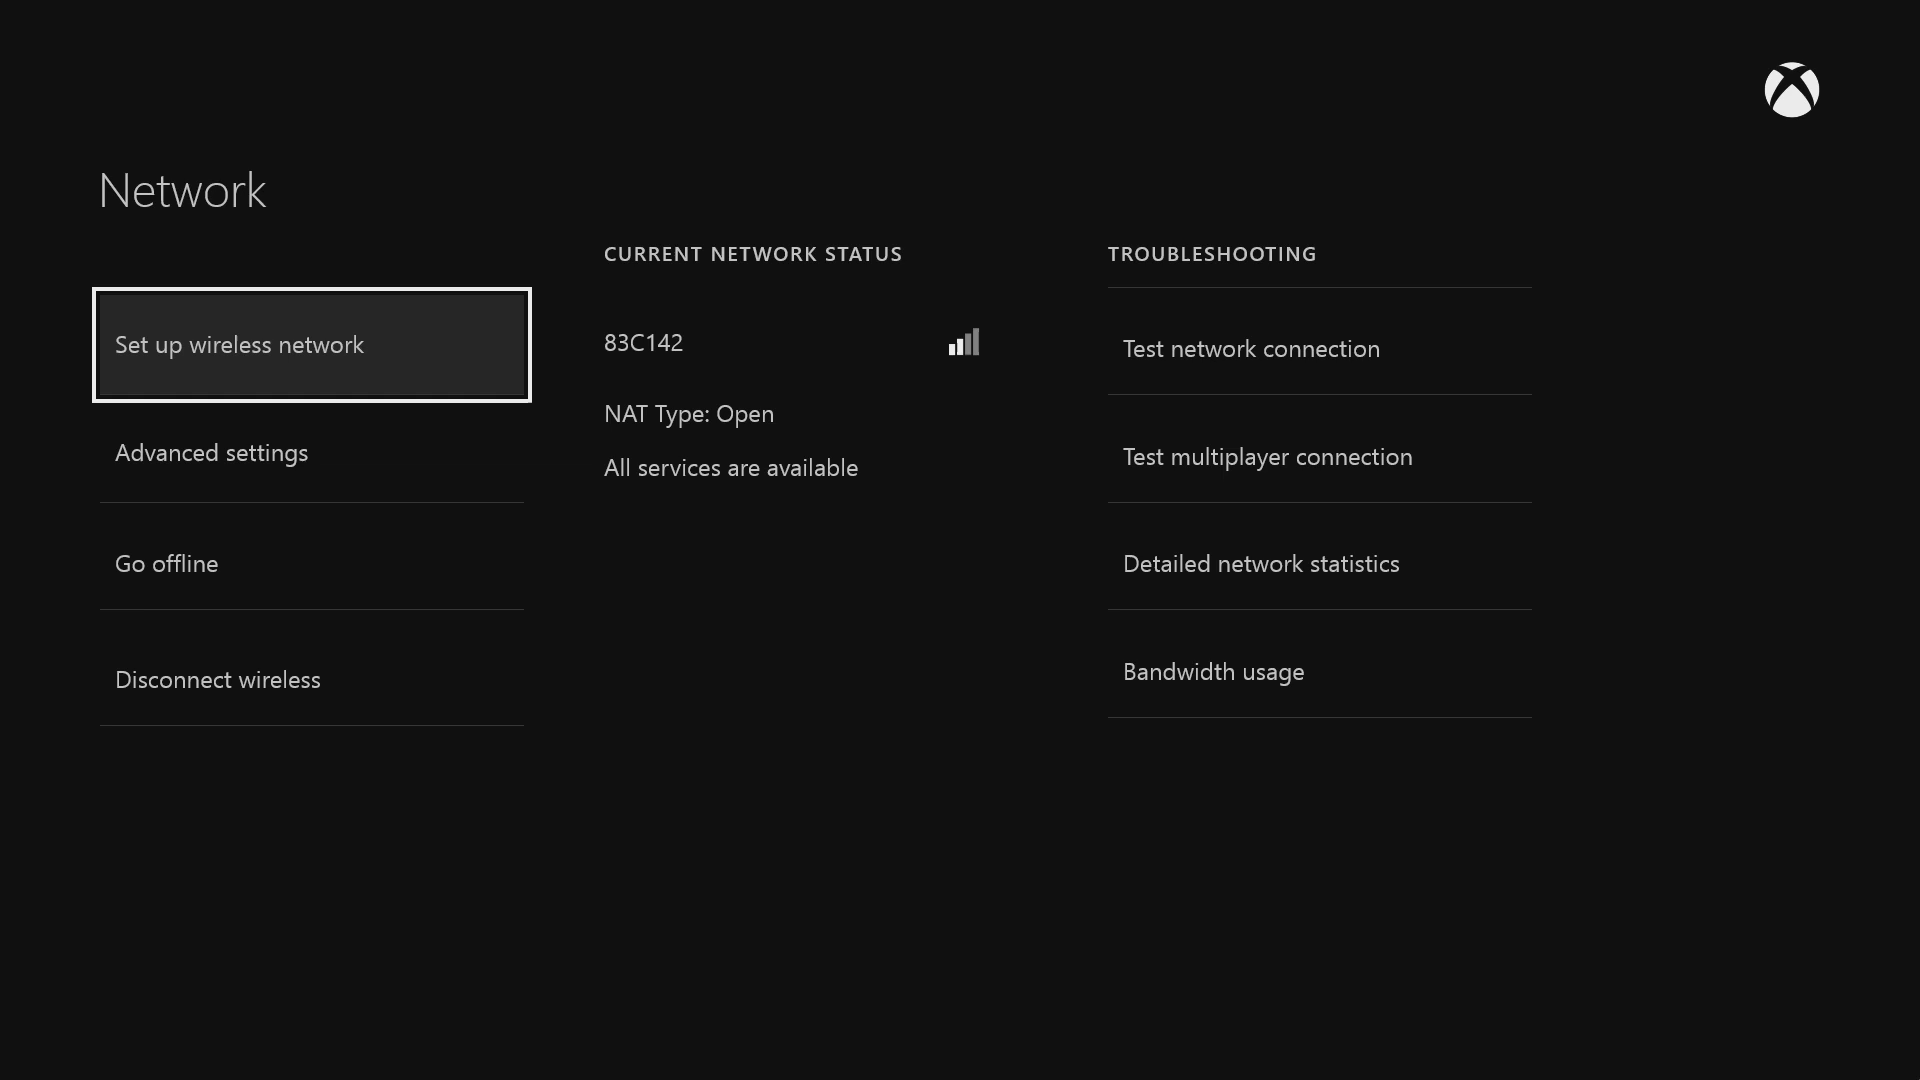 Network
Set up wireless network
Advanced settings
Go offline
Disconnect wireless
CURRENT NETWORK STATUS
83C142
NAT Type: Open
All services are available
TROUBLESHOOTING
Test network connection
Test multiplayer connection
Detailed network statistics
Bandwidth usage